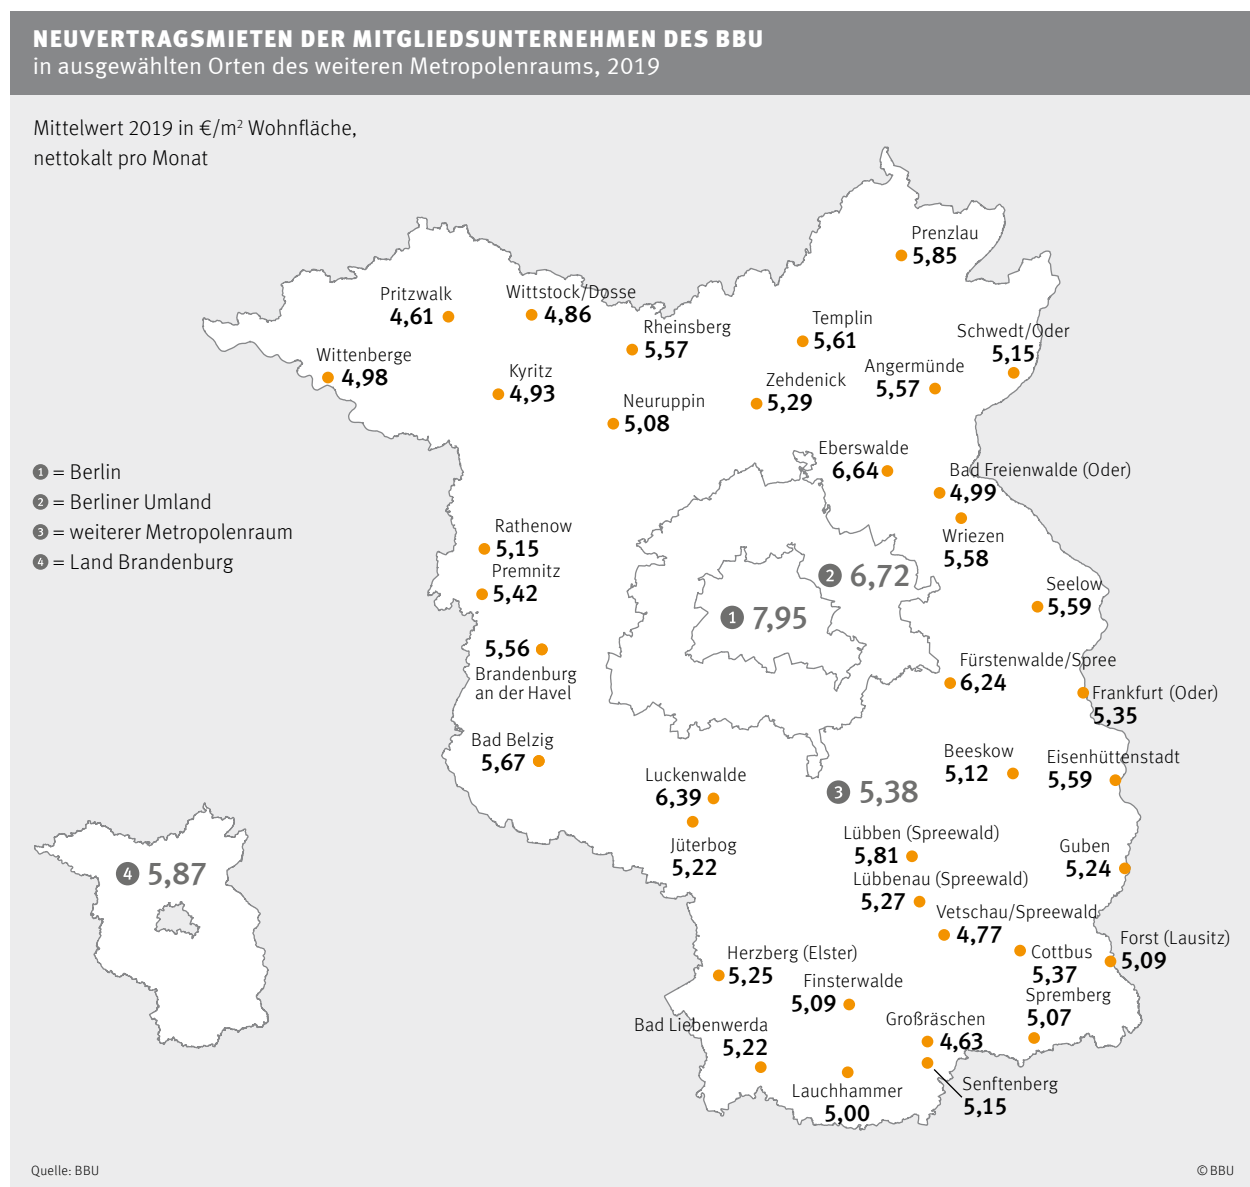 NEUVERTRAGSMIETEN DER MITGLIEDSUNTERNEHMEN DES BBU
in ausgewählten Orten des weiteren Metropolenraums, 2019
Mittelwert 2019 in €/m² Wohnfläche,
nettokalt pro Monat
Prenzlau
5,85
Pritzwalk
4,61
Wittstock/Dosse
4,86
Rheinsberg
5,57
Templin
5,61
Schwedt/Oder
5,15
Wittenberge
4,98
Kyritz
4,93
Neuruppin
5,08
Zehdenick
5,29
Angermünde
5,57
Eberswalde
6,64
Bad Freienwalde (Oder)
4,99
Wriezen
5,58
1 = Berlin
2 = Berliner Umland
3 = weiterer Metropolenraum
4 = Land Brandenburg
Rathenow
5,15
Premnitz
5,42
2 6,72
1 7,95
Seelow
5,59
5,56
Brandenburg
an der Havel
Fürstenwalde/Spree
6,24
Frankfurt (Oder)
5,35
Bad Belzig
5,67
Luckenwalde
6,39
Jüterbog
5,22
3 5,38
Beeskow
5,12
Eisenhüttenstadt
5,59
Lübben (Spreewald)
5,81
Lübbenau (Spreewald)
5,27
Guben
5,24
4 5,87
Vetschau/Spreewald
4,77
Cottbus
5,37
Forst (Lausitz)
5,09
Herzberg (Elster)
5,25
Finsterwalde
5,09
Spremberg
5,07
Bad Liebenwerda
5,22
Großräschen
4,63
Lauchhammer
5,00
Senftenberg
5,15
Quelle: BBU
© BBU